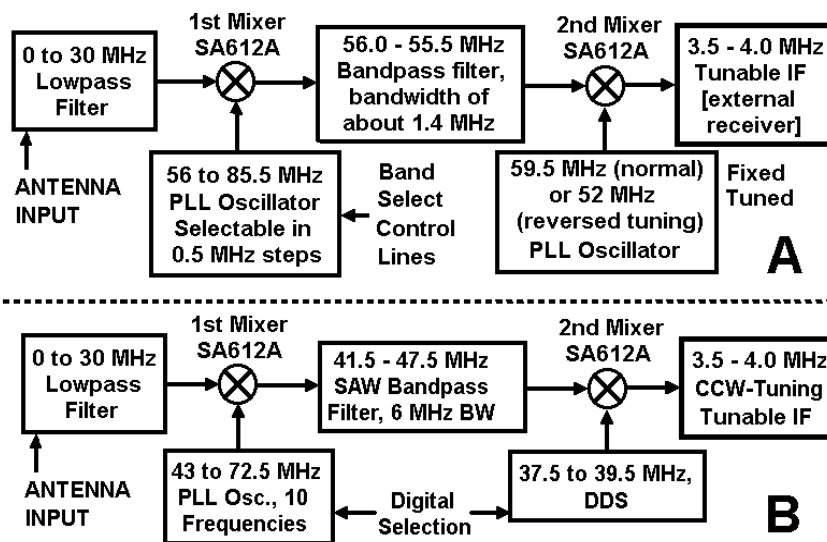 1st Mixer
SA612A
2nd Mixer
SA612A
0 to 30 MHz
Lowpass
Filter
56.0 - 55.5 MHz
Bandpass filter,
bandwidth of
about 1.4 MHz
3.5 - 4.0 MHz
Tunable IF
[external
receiver]
ANTENNA
INPUT
56 to 85.5 MHz
PLL Oscillator
Selectable in
0.5 MHz steps
Band
Select
Control
Lines
59.5 MHz (normal)
or 52 MHz
(reversed tuning)
PLL Oscillator
Fixed
Tuned
A
1st Mixer
SA612A
2nd Mixer
SA612A
0 to 30 MHz
Lowpass
Filter
41.5 - 47.5 MHz
SAW Bandpass
Filter, 6 MHz BW
3.5 - 4.0 MHz
CCW-Tuning
Tunable IF
ANTENNA
INPUT
43 to 72.5 MHz
PLL Osc., 10
Frequencies
Digital
Selection
37.5 to 39.5 MHz,
DDS
B